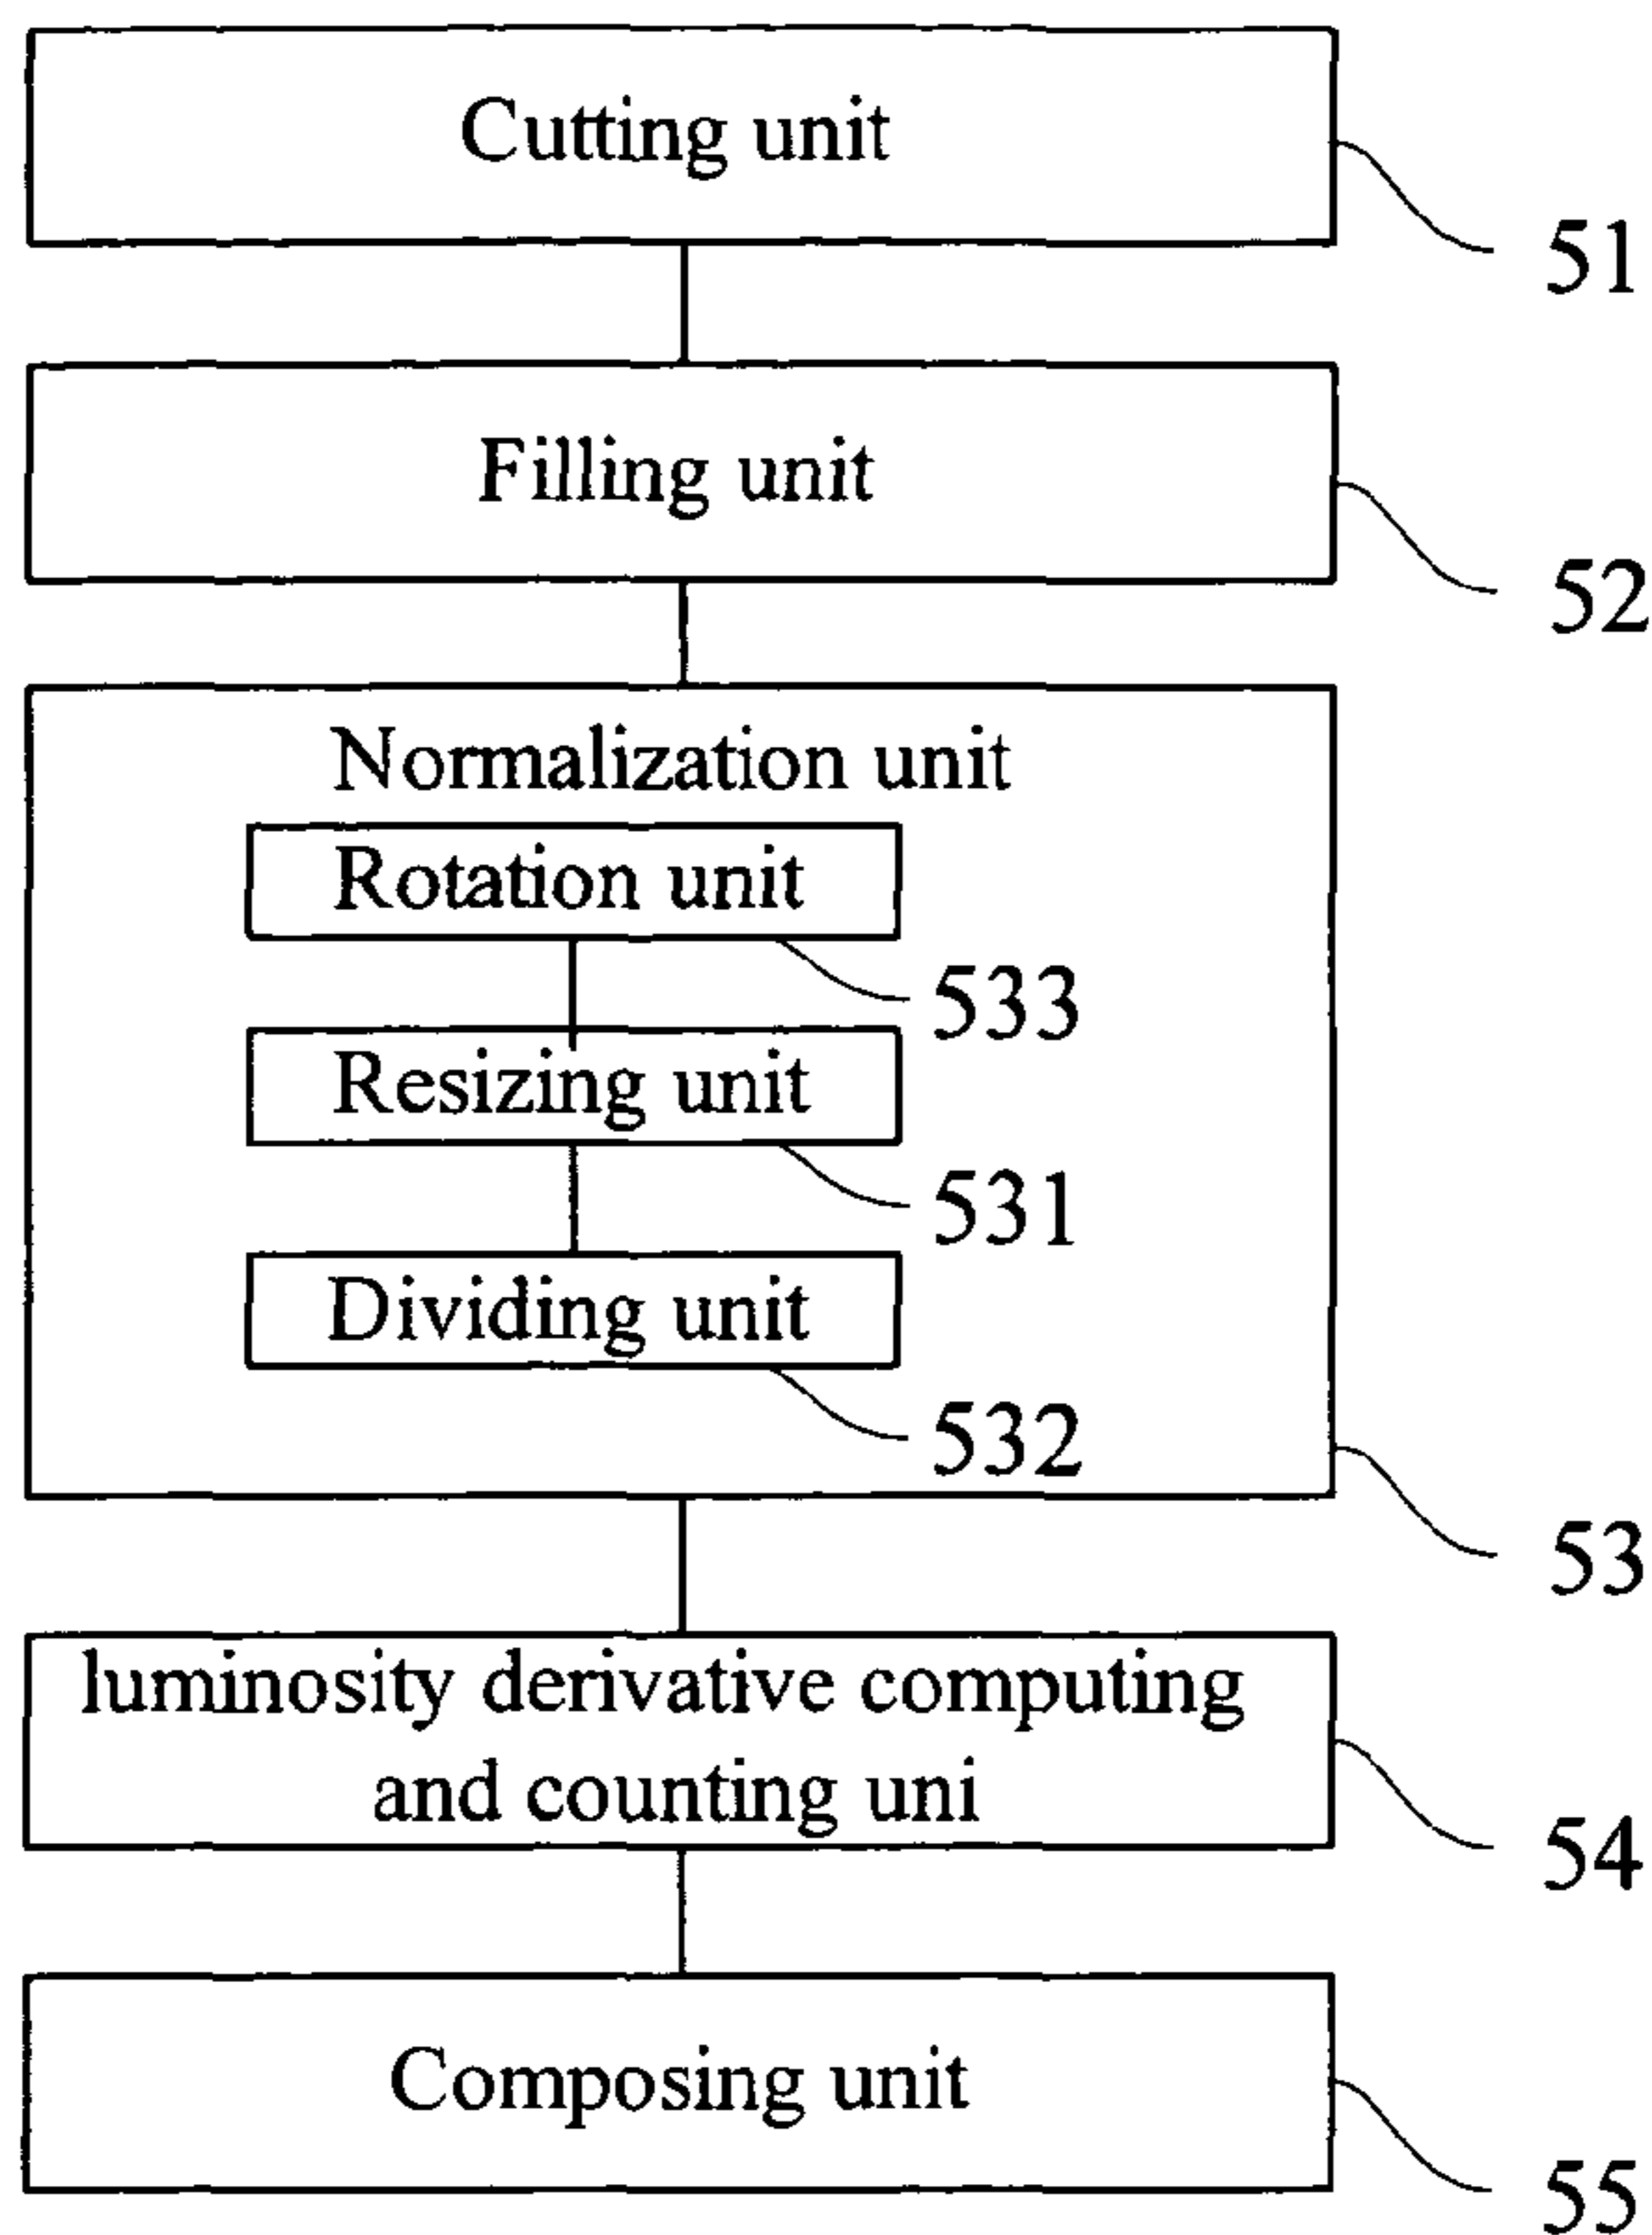 Cutting unit
51
Filling unit
52
Normalization unit
Rotation unit
533
Resizing unit
531
Dividing unit
532
53
luminosity derivative computing
and counting uni
54
Composing unit
55